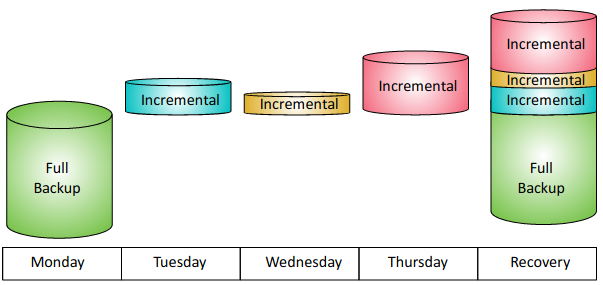 Full
Backup
Incremental
Incremental
Incremental
Incremental
Incremental
Incremental
Full
Backup
Monday
Tuesday
Wednesday
Thursday
Recovery